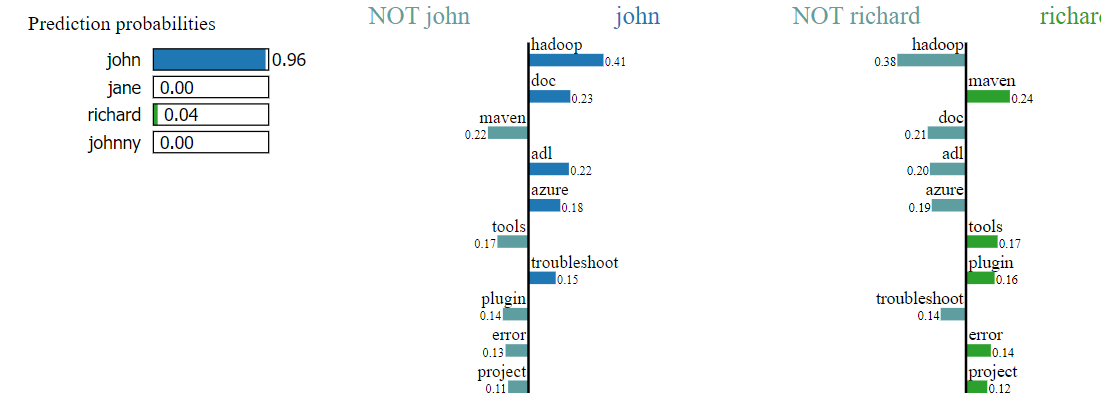 Prediction probabilities
john 0.96
jane 0.00
richard 0.04
johnny 0.00
NOT john john
hadoop
0.41
doc
0.23
maven
0.22
adl
0.22
azure
0.18
tools
0.17
troubleshoot
0.15
plugin
0.14
error
0.13
project
0.11
NOT richard richar
hadoop
0.38
maven
0.24
doc
0.21
adl
0.20
azure
0.19
tools
0.17
plugin
0.16
troubleshoot
0.14
error
0.14
project
0.12